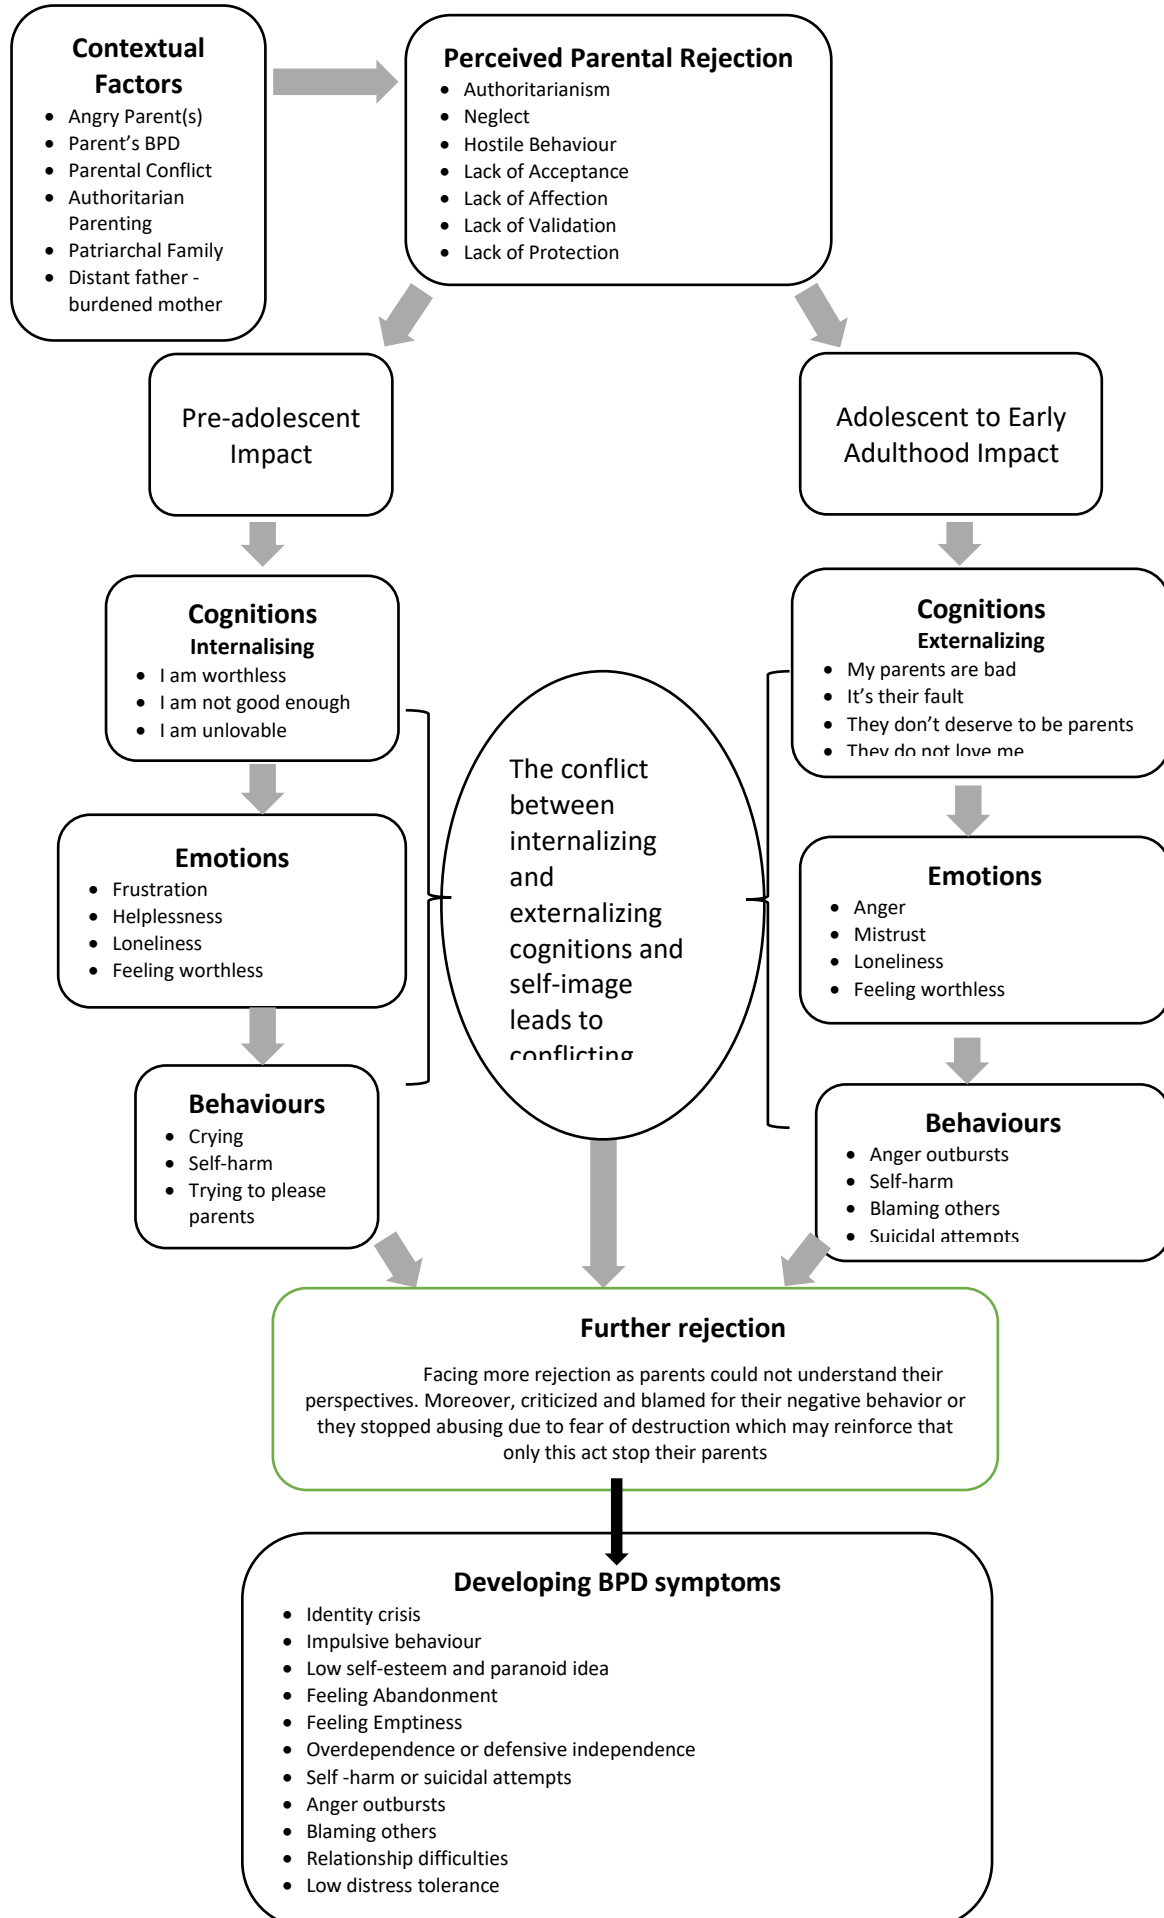 Contextual
Factors
• Angry Parent(s)
• Parent's BPD
• Parental Conflict
• Authoritarian
Parenting
• Patriarchal Family
• Distant father -
burdened mother
Perceived Parental Rejection
• Authoritarianism
• Neglect
• Hostile Behaviour
• Lack of Acceptance
• Lack of Affection
• Lack of Validation
• Lack of Protection
Pre-adolescent
Impact
Adolescent to Early
Adulthood Impact
Cognitions
Internalising
• I am worthless
• I am not good enough
• I am unlovable
Cognitions
Externalizing
• My parents are bad
• It's their fault
• They don't deserve to be parents
• They do not love me
The conflict
between
internalizing
and
externalizing
cognitions and
self-image
leads to
conflicting
Emotions
• Frustration
• Helplessness
• Loneliness
• Feeling worthless
Emotions
• Anger
• Mistrust
• Loneliness
• Feeling worthless
Behaviours
• Crying
• Self-harm
• Trying to please
parents
Behaviours
• Anger outbursts
• Self-harm
• Blaming others
• Suicidal attempts
Further rejection
Facing more rejection as parents could not understand their
perspectives. Moreover, criticized and blamed for their negative behavior or
they stopped abusing due to fear of destruction which may reinforce that
only this act stop their parents
Developing BPD symptoms
• Identity crisis
• Impulsive behaviour
• Low self-esteem and paranoid idea
• Feeling Abandonment
• Feeling Emptiness
• Overdependence or defensive independence
• Self -harm or suicidal attempts
• Anger outbursts
• Blaming others
• Relationship difficulties
• Low distress tolerance